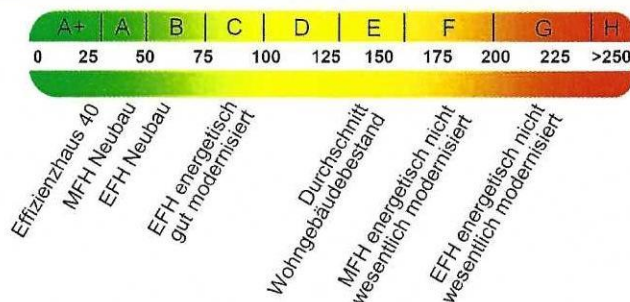 A+ A B C D E F G H
0 25 50 75 100 125 150 175 200 225 >250
Effizienzhaus 40
MFH Neubau
EFH Neubau
EFH energetisch
gut modernisiert
Durchschnitt
Wohngebäudebestand
MFH energetisch nicht
wesentlich modernisiert
EFH energetisch nicht
wesentlich modernisiert